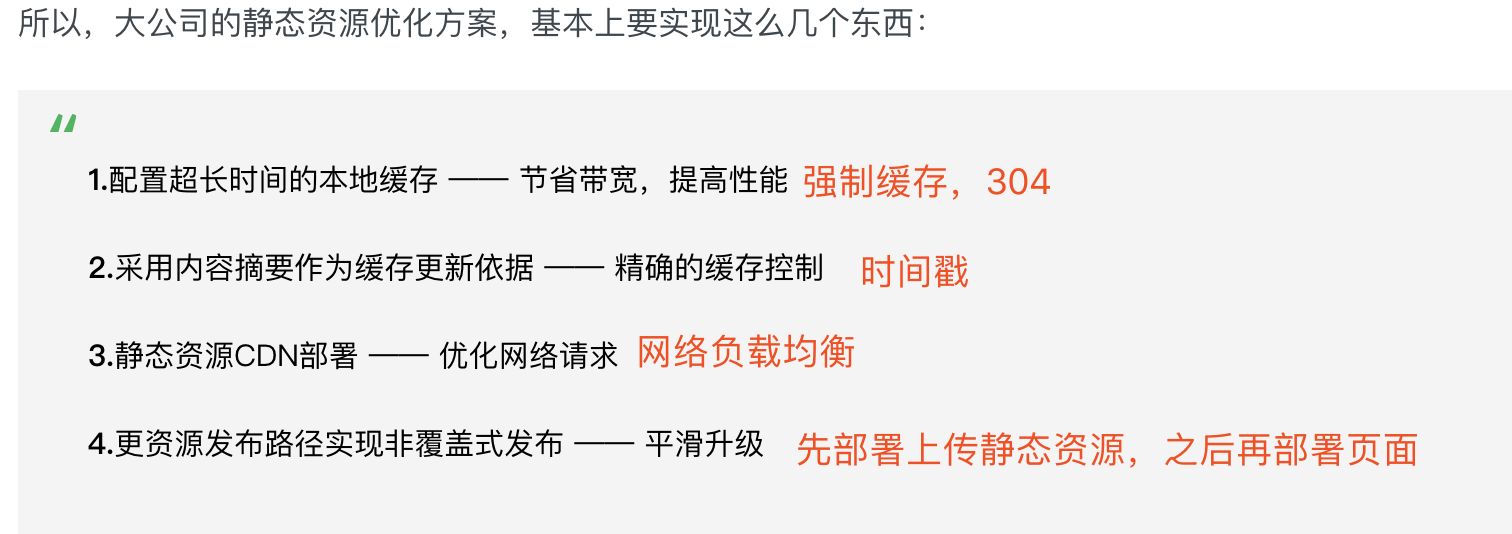 所以，大公司的静态资源优化方案，基本上要实现这么几个东西：
“
1.配置超长时间的本地缓存 —— 节省带宽，提高性能 强制缓存，304
2.采用内容摘要作为缓存更新依据 —— 精确的缓存控制 时间戳
3.静态资源CDN部署 —— 优化网络请求 网络负载均衡
4.更资源发布路径实现非覆盖式发布 —— 平滑升级 先部署上传静态资源，之后再部署页面